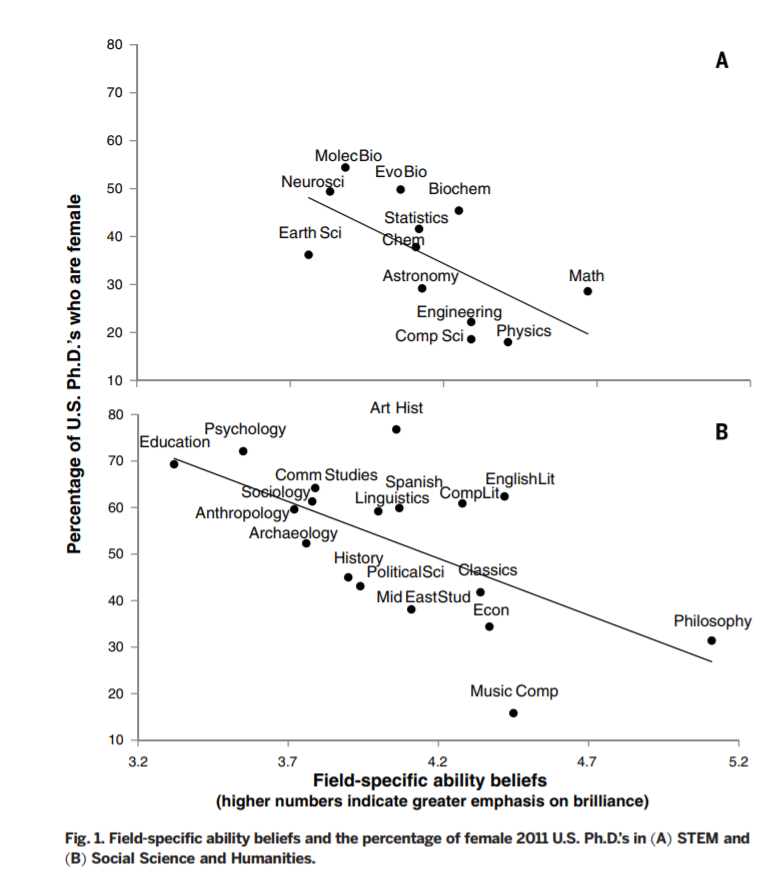 80
A
70
60
MolecBio
EvoBio
Neurosci
50
Biochem
Statistics
Earth Sci
40
Chem
Astronomy
Math
30
Engineering
Comp Sci
Physics
20
10
Percentage of U.S. Ph.D.'s who are female
80
Art Hist
B
Psychology
Education
70
Comm Studies
Spanish
EnglishLit
Sociology
Linguistics
CompLit
60
Anthropology
Archaeology
50
History
PoliticalSci
Classics
40
Mid EastStud
Econ
Philosophy
30
Music Comp
20
10
3.2 3.7 4.2 4.7 5.2
Field-specific ability beliefs
(higher numbers indicate greater emphasis on brilliance)
Fig. 1. Field-specific ability beliefs and the percentage of female 2011 U.S. Ph.D.'s in (A) STEM and
(B) Social Science and Humanities.